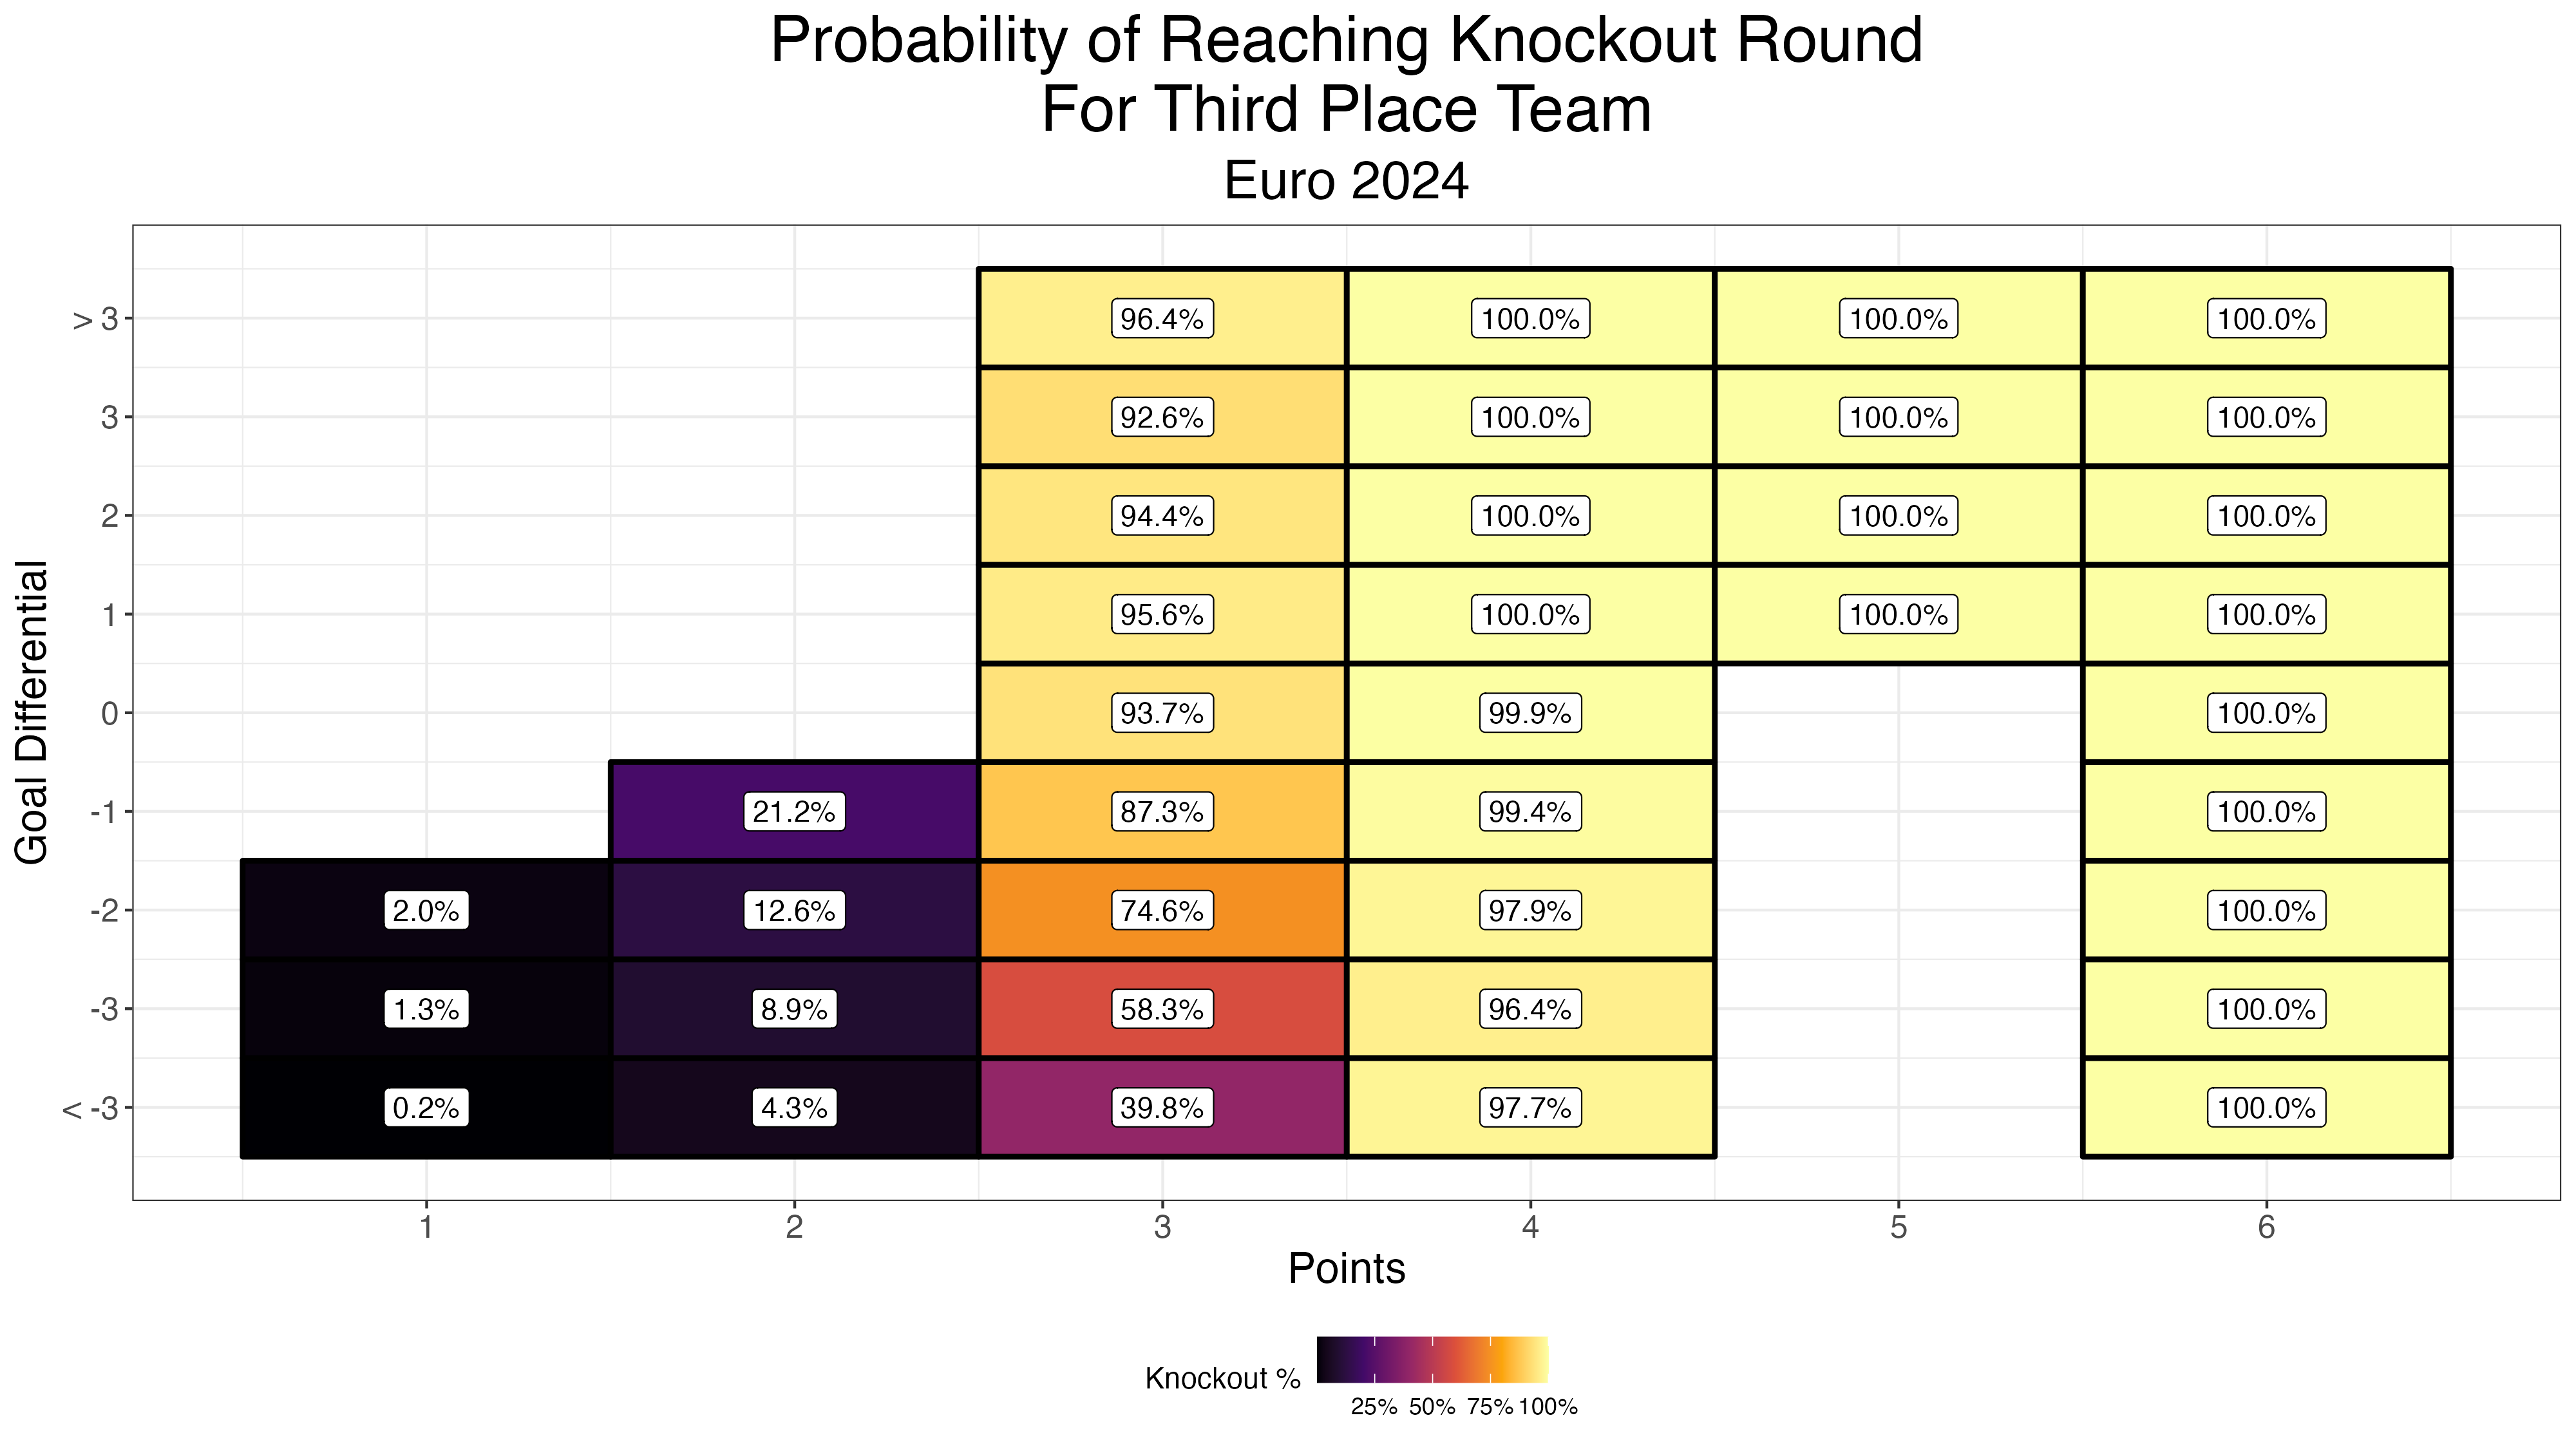 Probability of Reaching Knockout Round
For Third Place Team
Euro 2024
Goal Differential
> 3 96.4% 100.0% 100.0% 100.0%
3 92.6% 100.0% 100.0% 100.0%
2 94.4% 100.0% 100.0% 100.0%
1 95.6% 100.0% 100.0% 100.0%
0 93.7% 99.9% 100.0%
-1 21.2% 87.3% 99.4% 100.0%
-2 2.0% 12.6% 74.6% 97.9% 100.0%
-3 1.3% 8.9% 58.3% 96.4% 100.0%
< -3 0.2% 4.3% 39.8% 97.7% 100.0%
1 2 3 4 5 6
Points
Knockout %
25% 50% 75% 100%